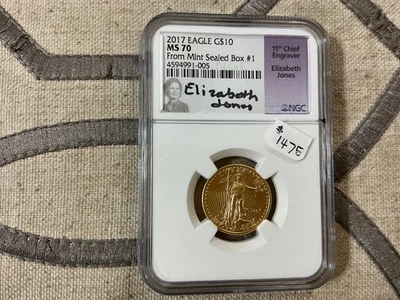 2017 EAGLE G$10
MS 70
From Mint Sealed Box #1
4594991-005
11th Chief
Engraver
Elizabeth
Jones
NGC
Elizabeth
Jones
$
1475